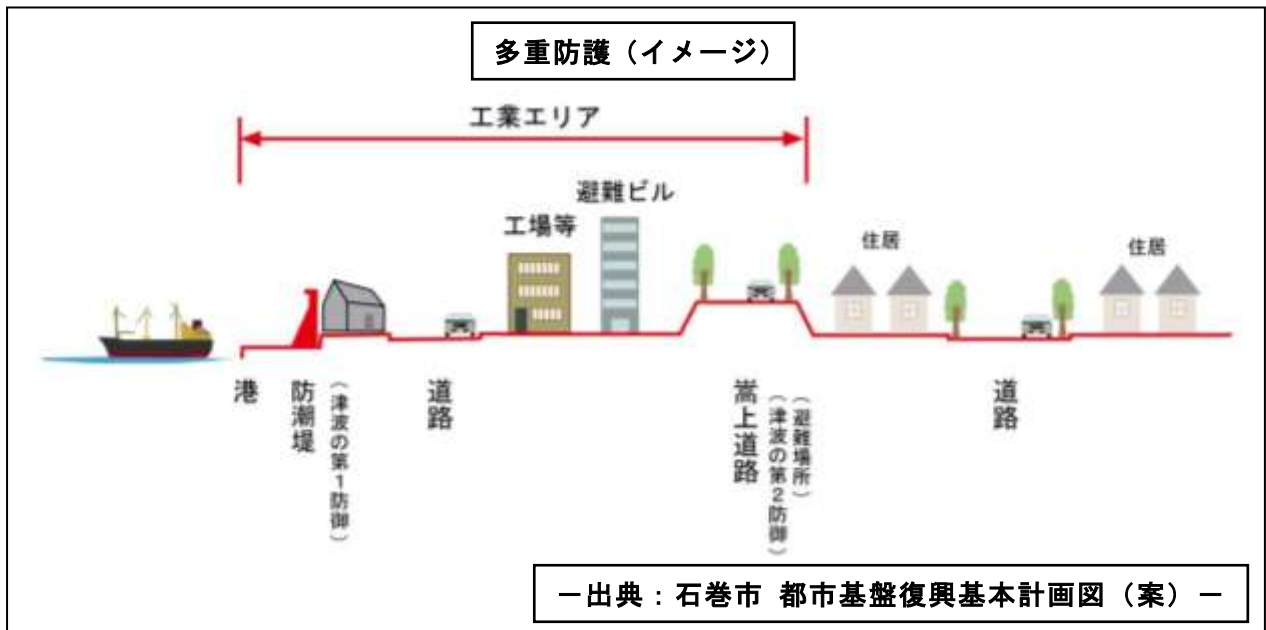 多重防護（イメージ）
工業エリア
避難ビル
工場等
住居
住居
港
防潮堤
（津波の第１防御）
道路
嵩上道路
（避難場所）
（津波の第２防御）
道路
－出典：石巻市 都市基盤復興基本計画図（案）－